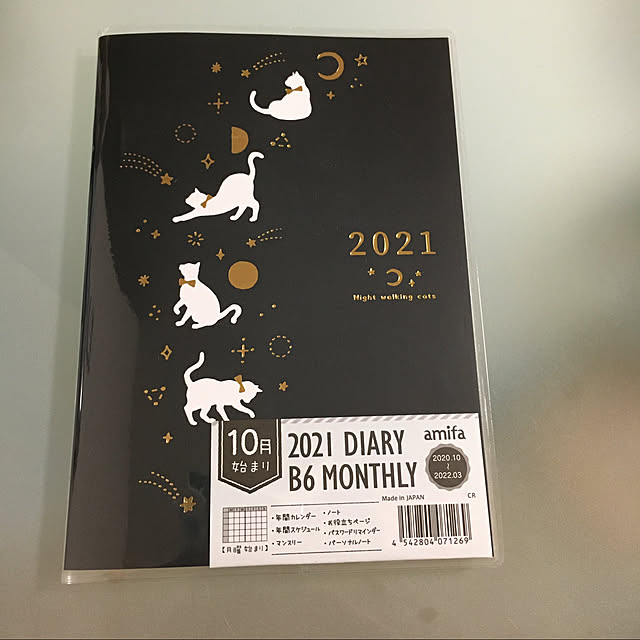 2021
Night walking cats
10月
始まり
2021 DIARY
B6 MONTHLY
amifa
2020.10
~
2022.03
Made in JAPAN
CR
【月曜始まり】
・年間カレンダー
・年間スケジュール
・マンスリー
・ノート
・お役立ちページ
・パスワードリマインダー
・パーソナルノート
4 542804 071269